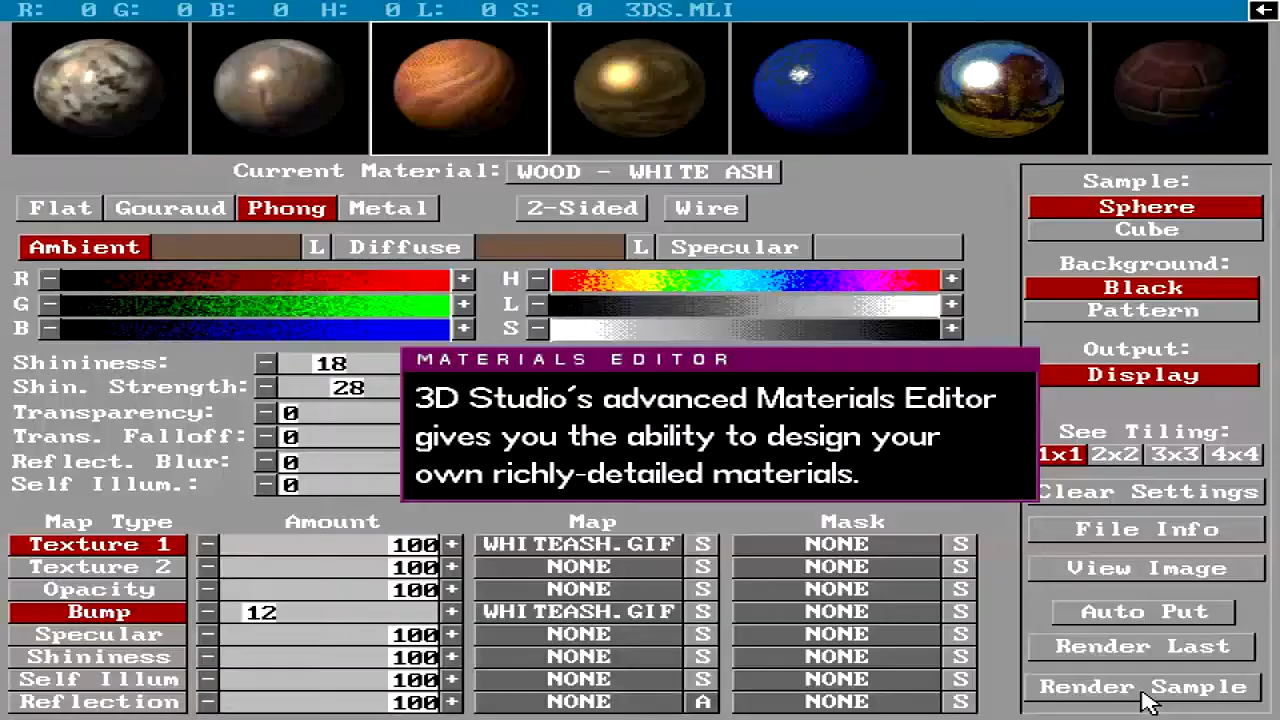 R: 0 G: 0 B: 0 H: 0 L: 0 S: 0 3DS.MLI
Current Material: WOOD - WHITE ASH
Flat Gouraud Phong Metal 2-Sided Wire
Ambient L Diffuse L Specular
R - + H - +
G - + L - +
B - + S - +
Shininess: - 18
Shin. Strength: - 28
Transparency: - 0
Trans. Falloff: - 0
Reflect. Blur: - 0
Self Illum.: - 0
MATERIALS EDITOR
3D Studio´s advanced Materials Editor
gives you the ability to design your
own richly-detailed materials.
Map Type Amount Map Mask
Texture 1 - 100 + WHITEASH.GIF S NONE S
Texture 2 - 100 + NONE S NONE S
Opacity - 100 + NONE S NONE S
Bump - 12 + WHITEASH.GIF S NONE S
Specular - 100 + NONE S NONE S
Shininess - 100 + NONE S NONE S
Self Illum - 100 + NONE S NONE S
Reflection - 100 + NONE A NONE S
Sample:
Sphere
Cube
Background:
Black
Pattern
Output:
Display
See Tiling:
1x1 2x2 3x3 4x4
Clear Settings
File Info
View Image
Auto Put
Render Last
Render Sample